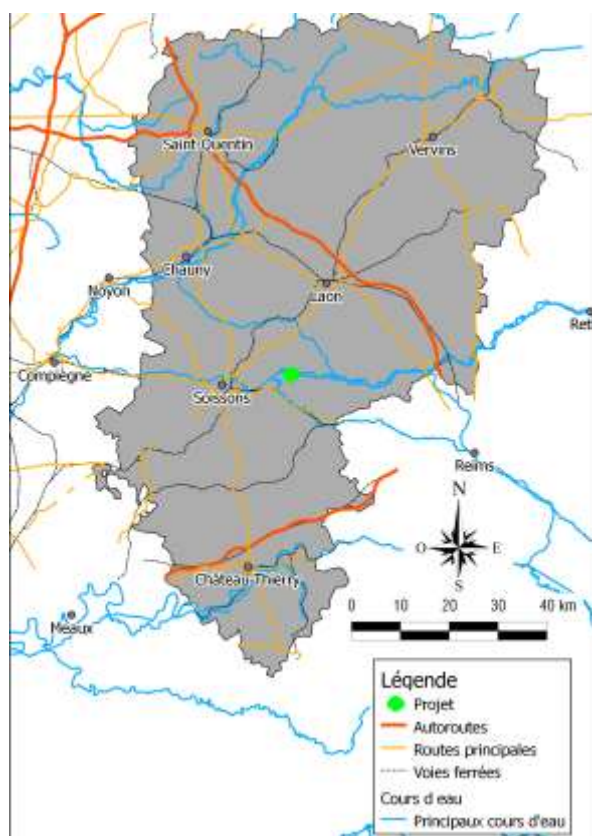 Saint-Quentin
Vervins
Chauny
Noyon
Laon
Ret
Compiègne
Soissons
Reims
N
O
E
S
Château-Thierry
Meaux
0 10 20 30 40 km
Légende
Projet
Autoroutes
Routes principales
Voies ferrées
Cours d eau
Principaux cours d'eau